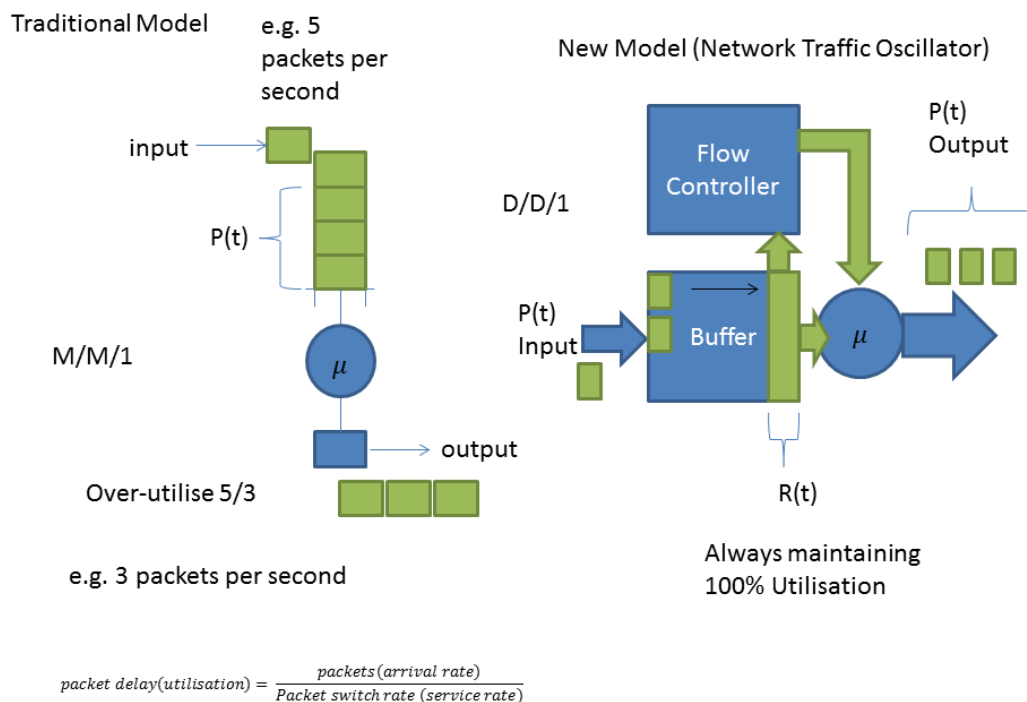 Traditional Model
e.g. 5
packets per
second
input
P(t)
M/M/1
μ
output
Over-utilise 5/3
e.g. 3 packets per second
New Model (Network Traffic Oscillator)
Flow
Controller
P(t)
Output
D/D/1
P(t)
Input
Buffer
μ
R(t)
Always maintaining
100% Utilisation
packet delay(utilisation) = packets(arrival rate) / Packet switch rate (service rate)